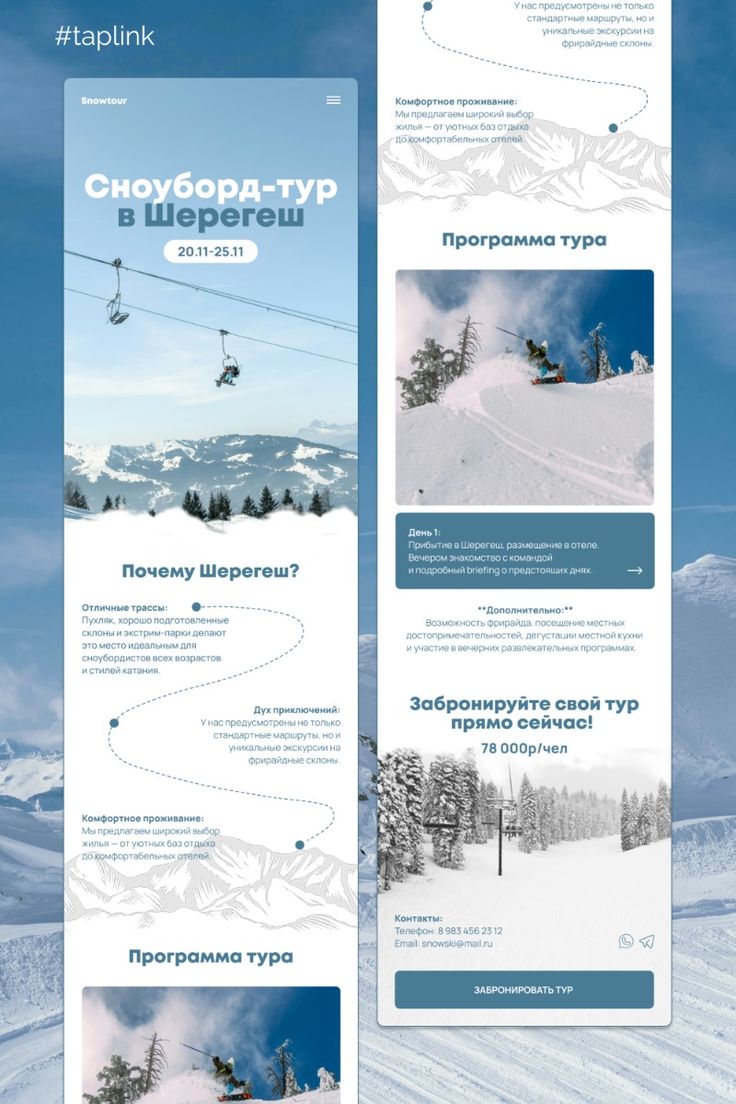 #taplink
Snowtour
Сноуборд-тур
в Шерегеш
20.11-25.11
Почему Шерегеш?
Отличные трассы:
Пухляк, хорошо подготовленные
склоны и экстрим-парки делают
это место идеальным для
сноубордистов всех возрастов
и стилей катания.
Дух приключений:
У нас предусмотрены не только
стандартные маршруты, но и
уникальные экскурсии на
фрирайдные склоны.
Комфортное проживание:
Мы предлагаем широкий выбор
жилья — от уютных баз отдыха
до комфортабельных отелей.
Программа тура
У нас предусмотрены не только
стандартные маршруты, но и
уникальные экскурсии на
фрирайдные склоны.
Комфортное проживание:
Мы предлагаем широкий выбор
жилья — от уютных баз отдыха
до комфортабельных отелей.
Программа тура
День 1:
Прибытие в Шерегеш, размещение в отеле.
Вечером знакомство с командой
и подробный briefing о предстоящих днях.
**Дополнительно:**
Возможность фрирайда, посещение местных
достопримечательностей, дегустации местной кухни
и участие в вечерних развлекательных программах.
Забронируйте свой тур
прямо сейчас!
78 000р/чел
Контакты:
Телефон: 8 983 456 23 12
Email: snowski@mail.ru
ЗАБРОНИРОВАТЬ ТУР